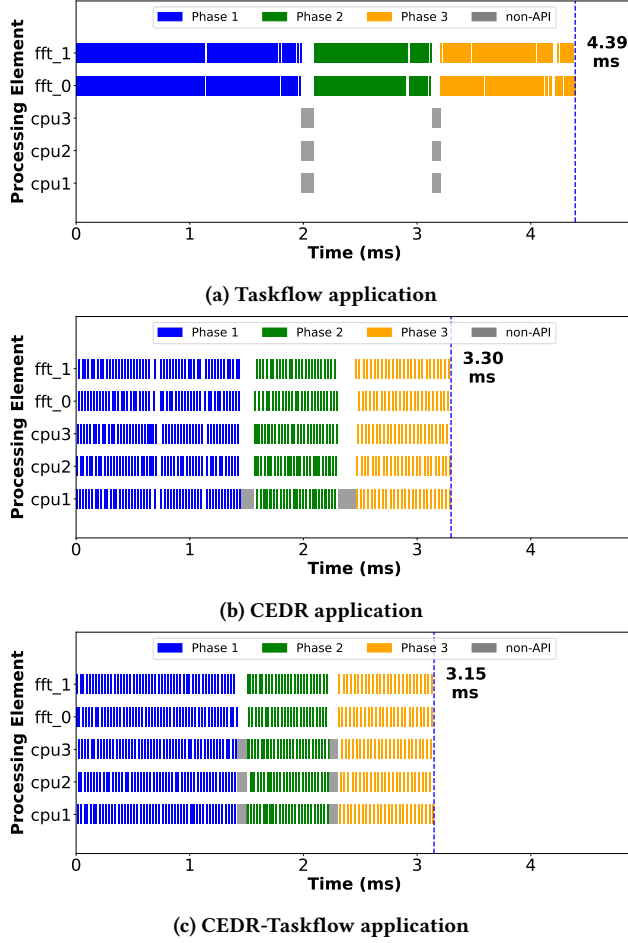 Phase 1 Phase 2 Phase 3 non-API
fft_1
fft_0
cpu3
cpu2
cpu1
Processing Element
4.39
ms
0 1 2 3 4
Time (ms)
(a) Taskflow application
Phase 1 Phase 2 Phase 3 non-API
fft_1
fft_0
cpu3
cpu2
cpu1
Processing Element
3.30
ms
0 1 2 3 4
Time (ms)
(b) CEDR application
Phase 1 Phase 2 Phase 3 non-API
fft_1
fft_0
cpu3
cpu2
cpu1
Processing Element
3.15
ms
0 1 2 3 4
Time (ms)
(c) CEDR-Taskflow application